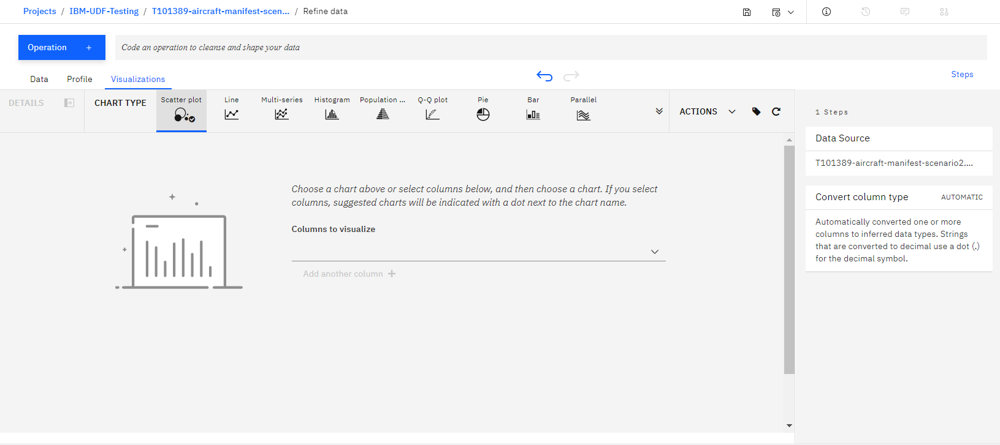 Projects / IBM-UDF-Testing / T101389-aircraft-manifest-scen... / Refine data
Operation +
Code an operation to cleanse and shape your data
Data Profile Visualizations
Steps
DETAILS
CHART TYPE
Scatter plot
Line
Multi-series
Histogram
Population ...
Q-Q plot
Pie
Bar
Parallel
ACTIONS
Choose a chart above or select columns below, and then choose a chart. If you select
columns, suggested charts will be indicated with a dot next to the chart name.
Columns to visualize
Add another column +
1 Steps
Data Source
T101389-aircraft-manifest-scenario2....
Convert column type AUTOMATIC
Automatically converted one or more
columns to inferred data types. Strings
that are converted to decimal use a dot (.)
for the decimal symbol.